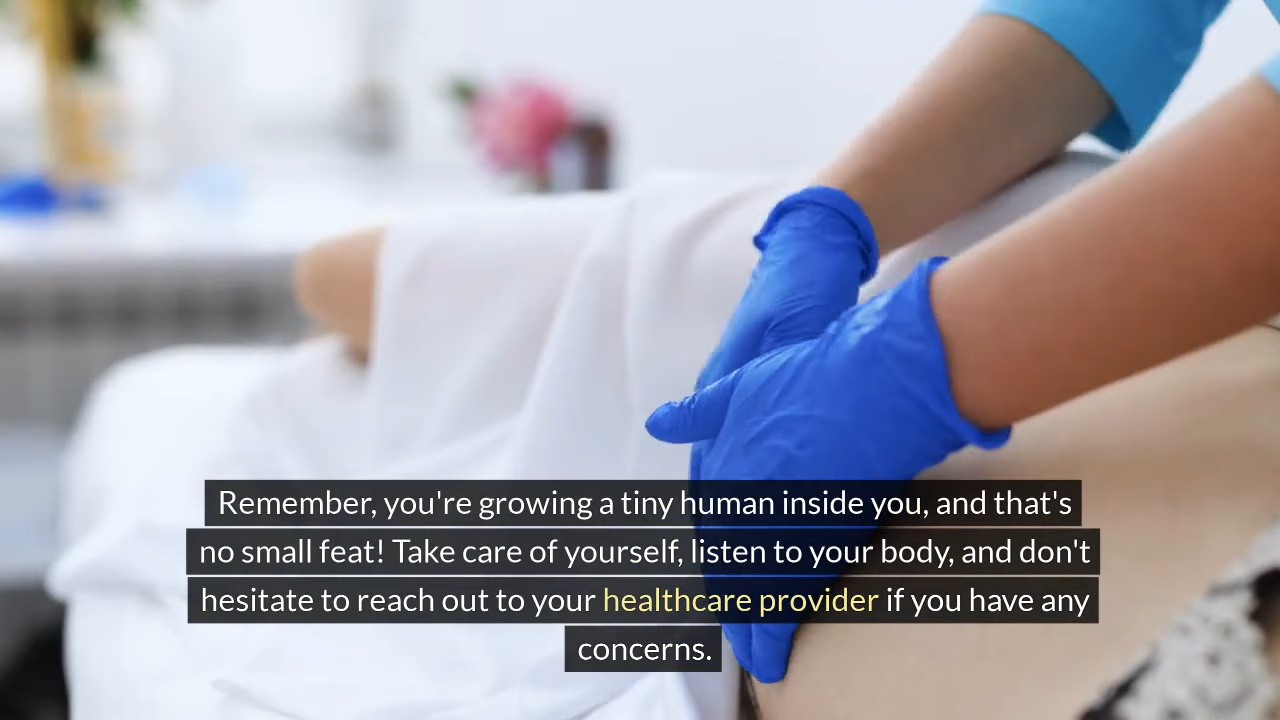 Remember, you're growing a tiny human inside you, and that's
no small feat! Take care of yourself, listen to your body, and don't
hesitate to reach out to your healthcare provider if you have any
concerns.